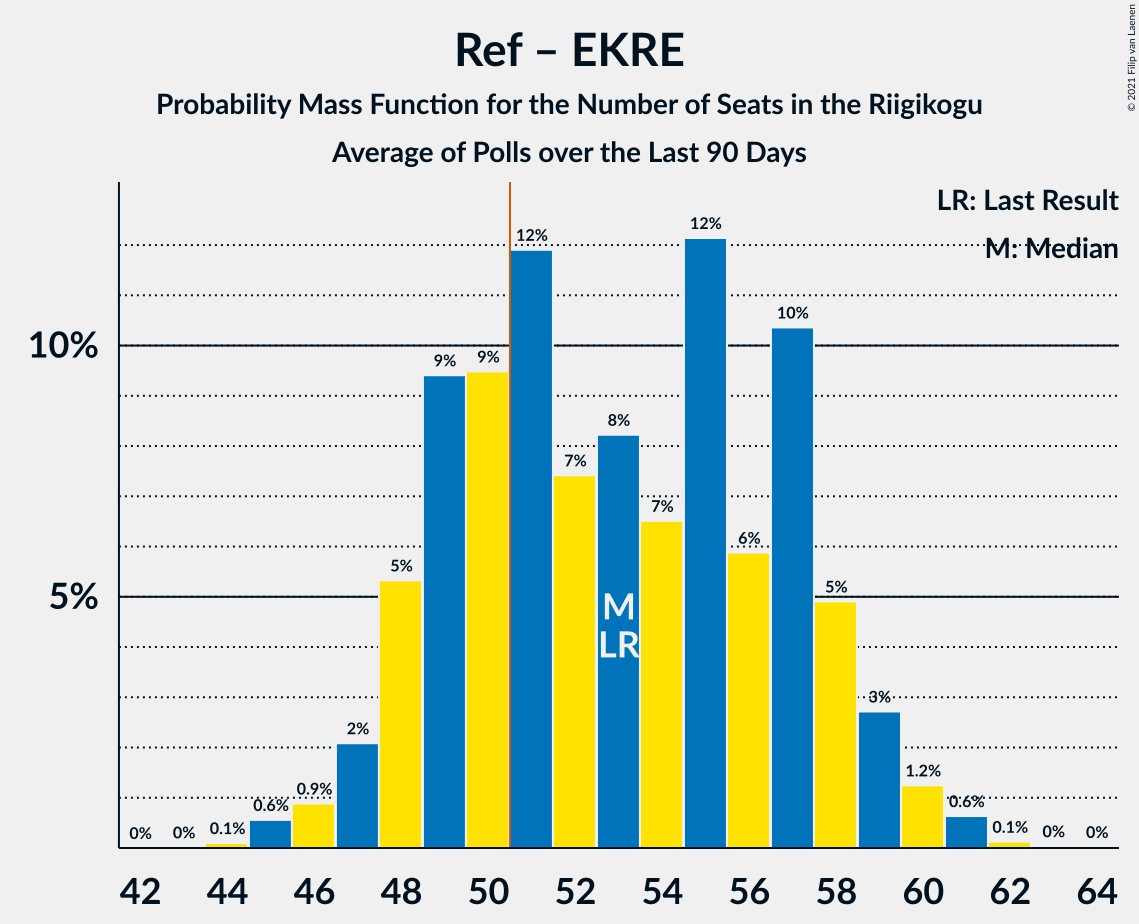 Ref – EKRE
Probability Mass Function for the Number of Seats in the Riigikogu
Average of Polls over the Last 90 Days
© 2021 Filip van Laenen
LR: Last Result
M: Median
10%
5%
0%
0%
0.1%
0.6%
0.9%
2%
5%
9%
9%
12%
7%
8%
7%
12%
6%
10%
5%
3%
1.2%
0.6%
0.1%
0%
0%
M
LR
42 44 46 48 50 52 54 56 58 60 62 64